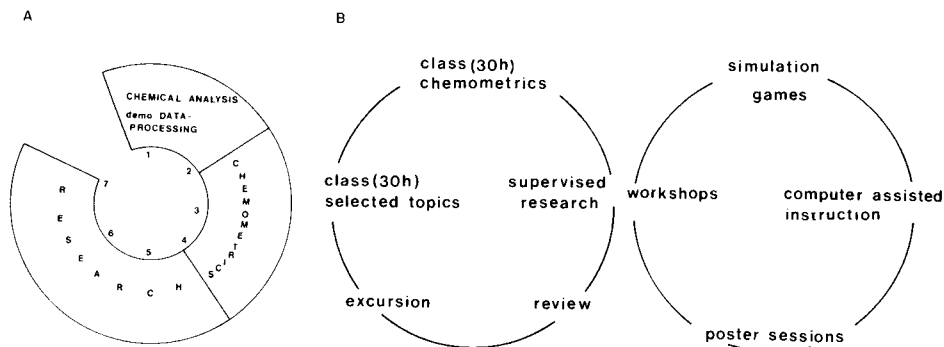 A
B
CHEMICAL ANALYSIS
demo DATA-
PROCESSING
1
2
3
4
5
6
7
CHEMOMETRICS
RESEARCH
class (30h)
chemometrics
class (30h)
selected topics
supervised
research
excursion
review
simulation
games
workshops
computer assisted
instruction
poster sessions